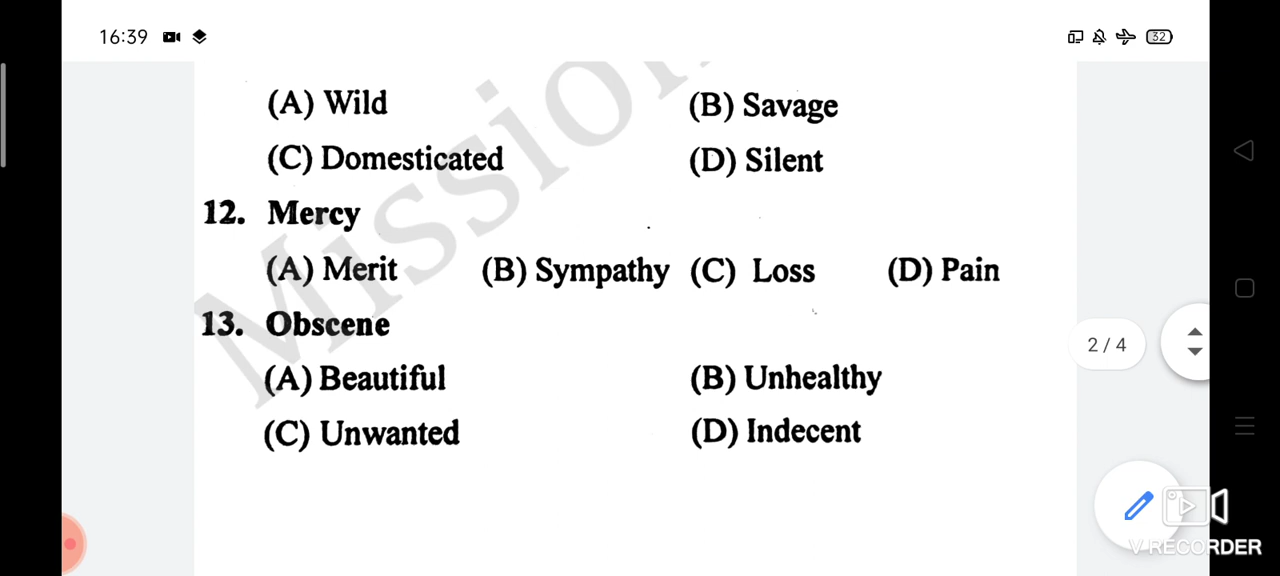 16:39
32
(A) Wild (B) Savage
(C) Domesticated (D) Silent
12. Mercy
(A) Merit (B) Sympathy (C) Loss (D) Pain
13. Obscene
2 / 4
(A) Beautiful (B) Unhealthy
(C) Unwanted (D) Indecent
Mission
V RECORDER